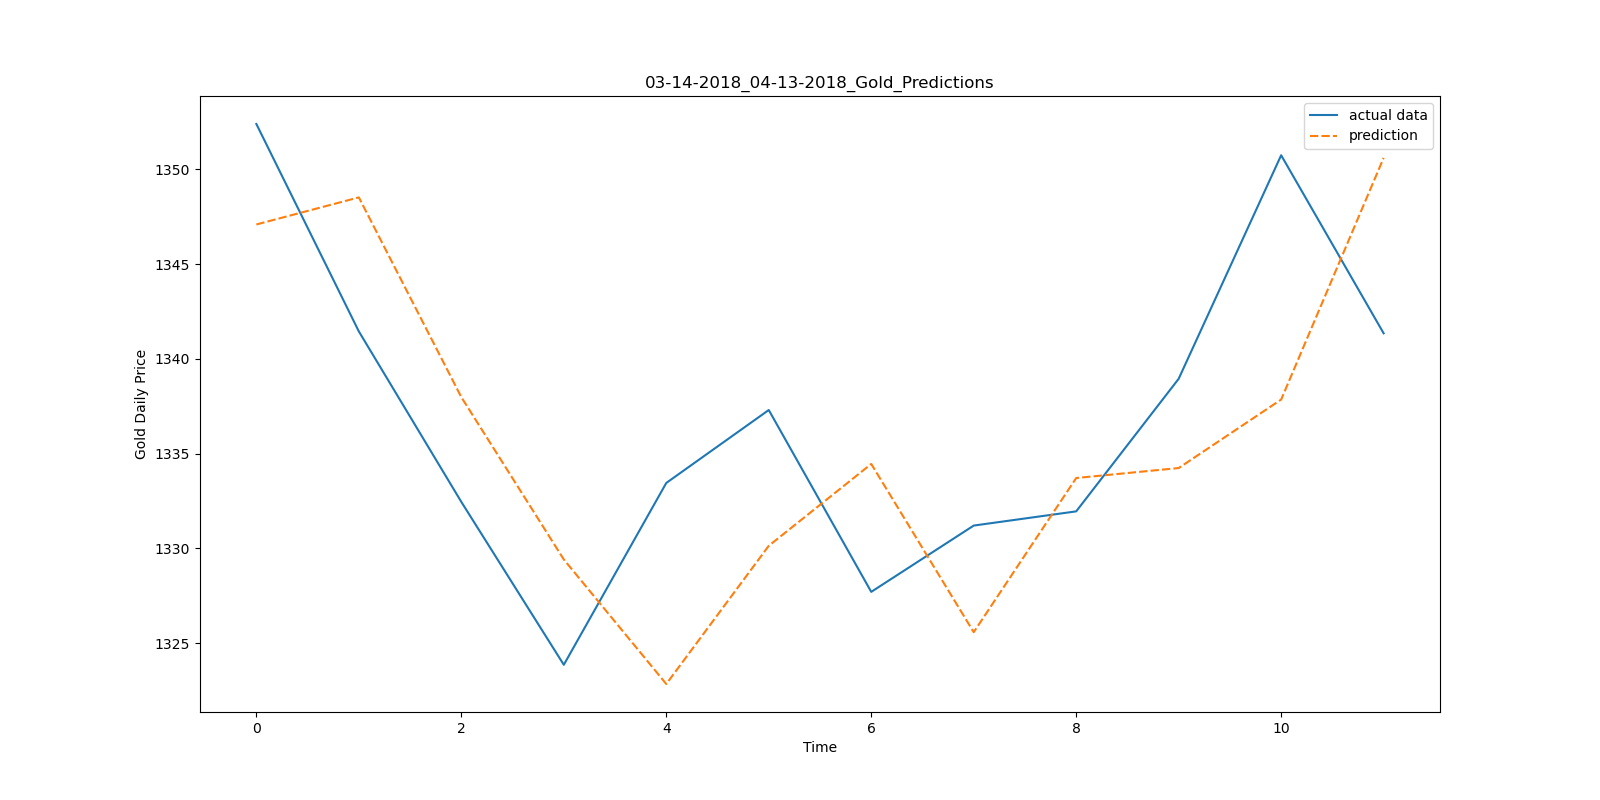 03-14-2018_04-13-2018_Gold_Predictions
actual data
prediction
Gold Daily Price
1350
1345
1340
1335
1330
1325
0 2 4 6 8 10
Time